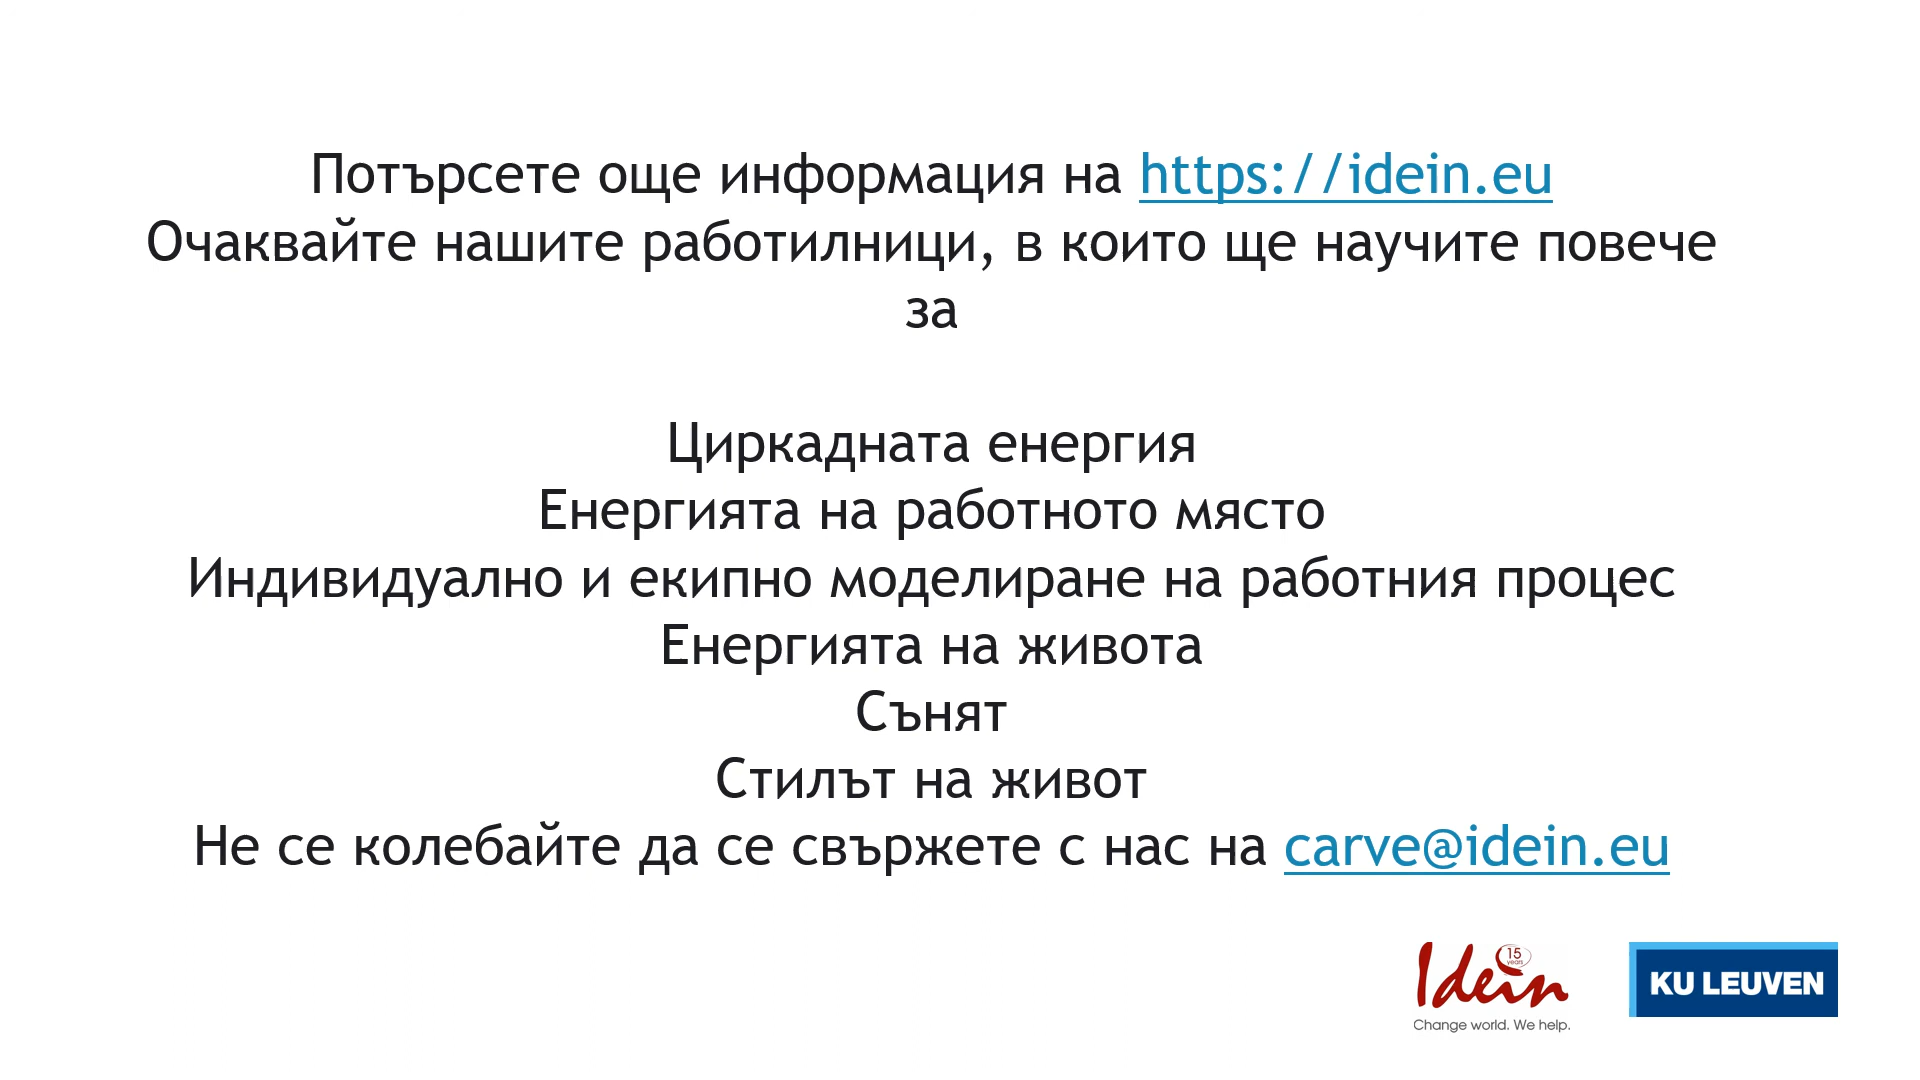 Потърсете още информация на https://idein.eu
Очаквайте нашите работилници, в които ще научите повече
за
Циркадната енергия
Енергията на работното място
Индивидуално и екипно моделиране на работния процес
Енергията на живота
Сънят
Стилът на живот
Не се колебайте да се свържете с нас на carve@idein.eu
15
years
Idein
Change world. We help.
KU LEUVEN